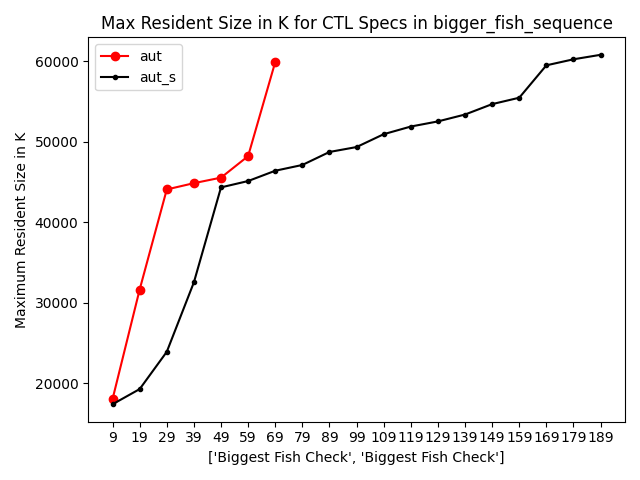 Max Resident Size in K for CTL Specs in bigger_fish_sequence
aut
aut_s
60000
50000
40000
30000
20000
Maximum Resident Size in K
9 19 29 39 49 59 69 79 89 99 109 119 129 139 149 159 169 179 189
['Biggest Fish Check', 'Biggest Fish Check']